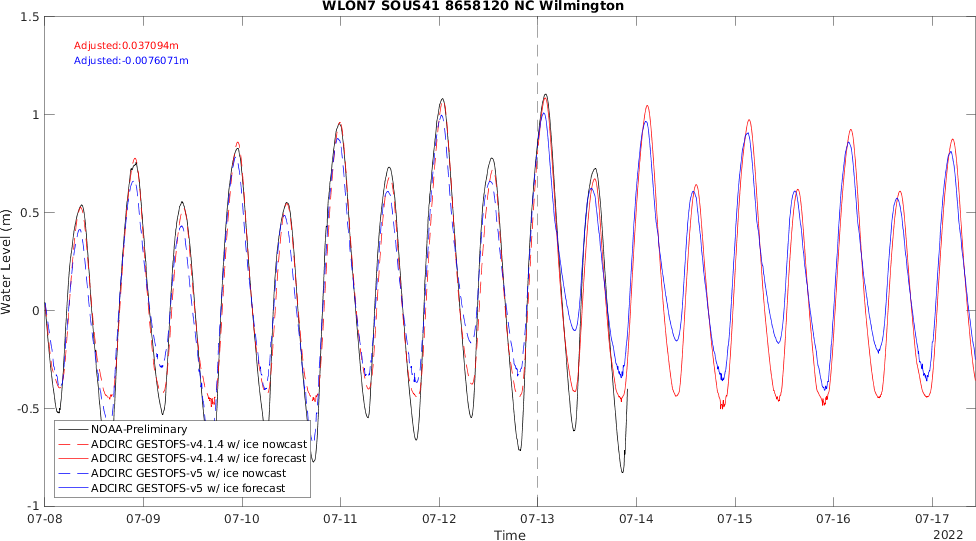 WLON7 SOUS41 8658120 NC Wilmington
1.5
Adjusted:0.037094m
Adjusted:-0.0076071m
1
0.5
0
-0.5
-1
Water Level (m)
NOAA-Preliminary
ADCIRC GESTOFS-v4.1.4 w/ ice nowcast
ADCIRC GESTOFS-v4.1.4 w/ ice forecast
ADCIRC GESTOFS-v5 w/ ice nowcast
ADCIRC GESTOFS-v5 w/ ice forecast
07-08 07-09 07-10 07-11 07-12 07-13 07-14 07-15 07-16 07-17
Time
2022